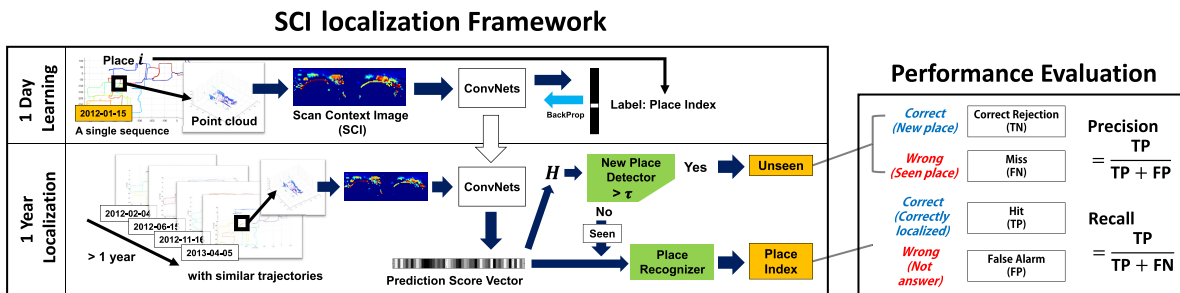 SCI localization Framework
1 Day
Learning
Place i
2012-01-15
A single sequence
Point cloud
Scan Context Image
(SCI)
ConvNets
BackProp
Label: Place Index
1 Year
Localization
2012-02-04
2012-06-15
2012-11-16
2013-04-05
> 1 year
with similar trajectories
ConvNets
Prediction Score Vector
H
New Place
Detector
> τ
Yes
Unseen
No
Seen
Place
Recognizer
Place
Index
Performance Evaluation
Correct
(New place)
Correct Rejection
(TN)
Wrong
(Seen place)
Miss
(FN)
Correct
(Correctly
localized)
Hit
(TP)
Wrong
(Not
answer)
False Alarm
(FP)
Precision
= TP / TP + FP
Recall
= TP / TP + FN